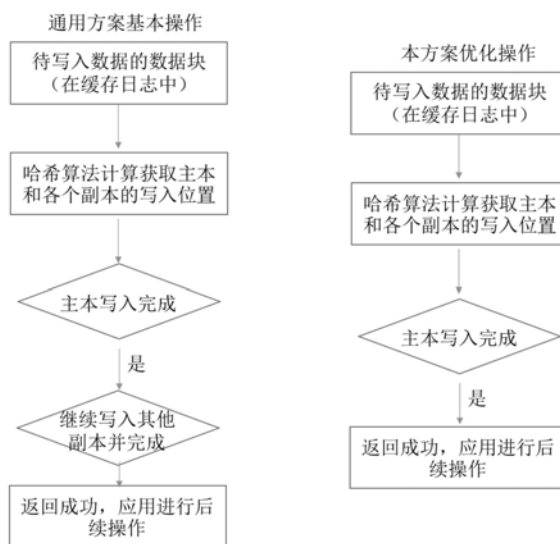 通用方案基本操作
待写入数据的数据块
（在缓存日志中）
哈希算法计算获取主本
和各个副本的写入位置
主本写入完成
是
继续写入其他
副本并完成
返回成功，应用进行后
续操作
本方案优化操作
待写入数据的数据块
（在缓存日志中）
哈希算法计算获取主本
和各个副本的写入位置
主本写入完成
是
返回成功，应用进行后
续操作